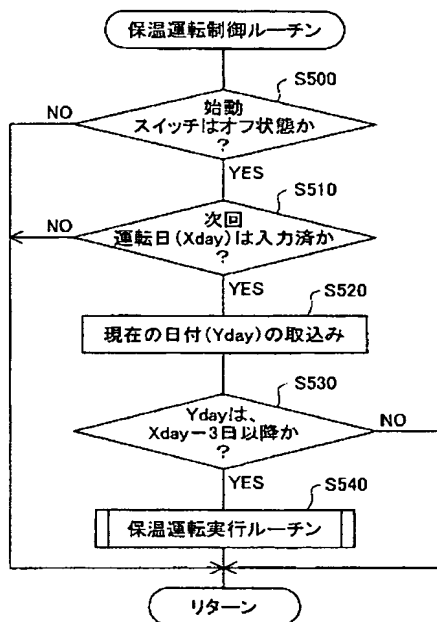 保温運転制御ルーチン
S500
始動
スイッチはオフ状態か
?
NO
YES
S510
次回
運転日(Xday)は入力済か
?
NO
YES
S520
現在の日付(Yday)の取込み
S530
Ydayは、
Xday−3日以降か
?
NO
YES
S540
保温運転実行ルーチン
リターン